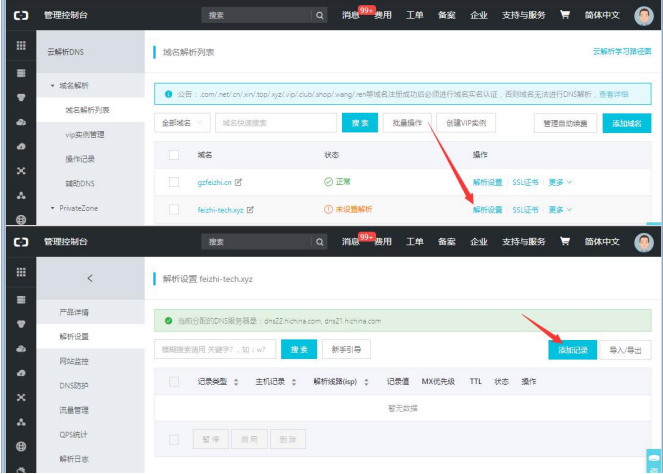 管理控制台 搜索 消息 99+ 费用 工单 备案 企业 支持与服务 简体中文
云解析DNS
域名解析列表 云解析学习路径图
域名解析
公告：.com/.net/.cn/.xin/.top/.xyz/.vip/.club/.shop/.wang/.ren等域名注册成功后必须进行域名实名认证，否则域名无法进行DNS解析，查看详细
域名解析列表
全部域名 域名快速搜索 搜索 批量操作 创建VIP实例 管理自动续费 添加域名
vip实例管理
操作记录
域名 状态 操作
辅助DNS
gzfeizhi.cn 正常 解析设置 SSL证书 更多
PrivateZone
feizhi-tech.xyz 未设置解析 解析设置 SSL证书 更多
管理控制台 搜索 消息 99+ 费用 工单 备案 企业 支持与服务 简体中文
解析设置 feizhi-tech.xyz
产品详情
当前分配的DNS服务器是：dns22.hichina.com, dns21.hichina.com
解析设置
模糊搜索请用 关键字?，如：w? 搜索 新手引导 添加记录 导入/导出
网站监控
DNS防护
记录类型 主机记录 解析线路(isp) 记录值 MX优先级 TTL 状态 操作
流量管理
暂无数据
QPS统计
暂停 启用 删除
解析日志